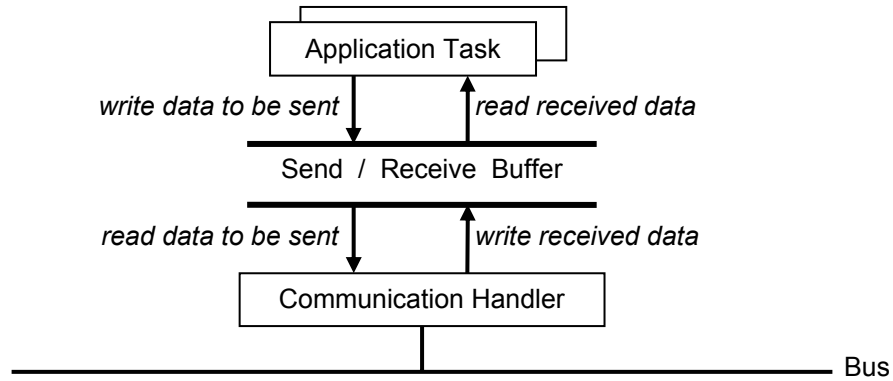 Application Task
write data to be sent read received data
Send / Receive Buffer
read data to be sent write received data
Communication Handler
Bus